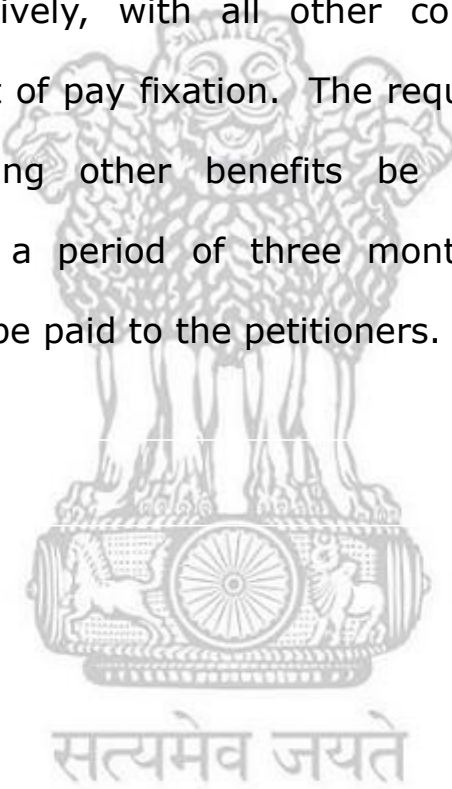 ively, with all other co
t of pay fixation. The requ
ng other benefits be
a period of three mont
be paid to the petitioners.
सत्यमेव जयते